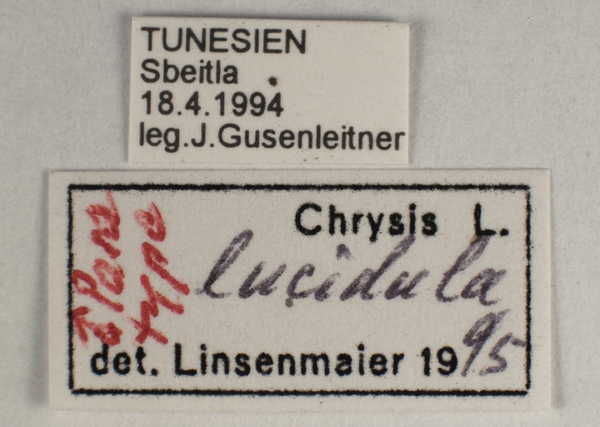 TUNESIEN
Sbeitla
18.4.1994
leg.J.Gusenleitner
Chrysis L.
lucidula
♂ Para
type
det. Linsenmaier 1995